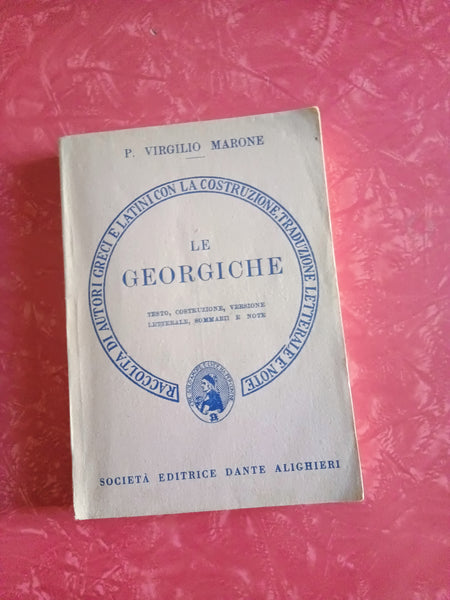 P. VIRGILIO MARONE
RACCOLTA DI AUTORI GRECI E LATINI CON LA COSTRUZIONE, TRADUZIONE LETTERALE E NOTE
LE
GEORGICHE
TESTO, COSTRUZIONE, VERSIONE
LETTERALE, SOMMARII E NOTE
SOCIETÀ EDITRICE DANTE ALIGHIERI